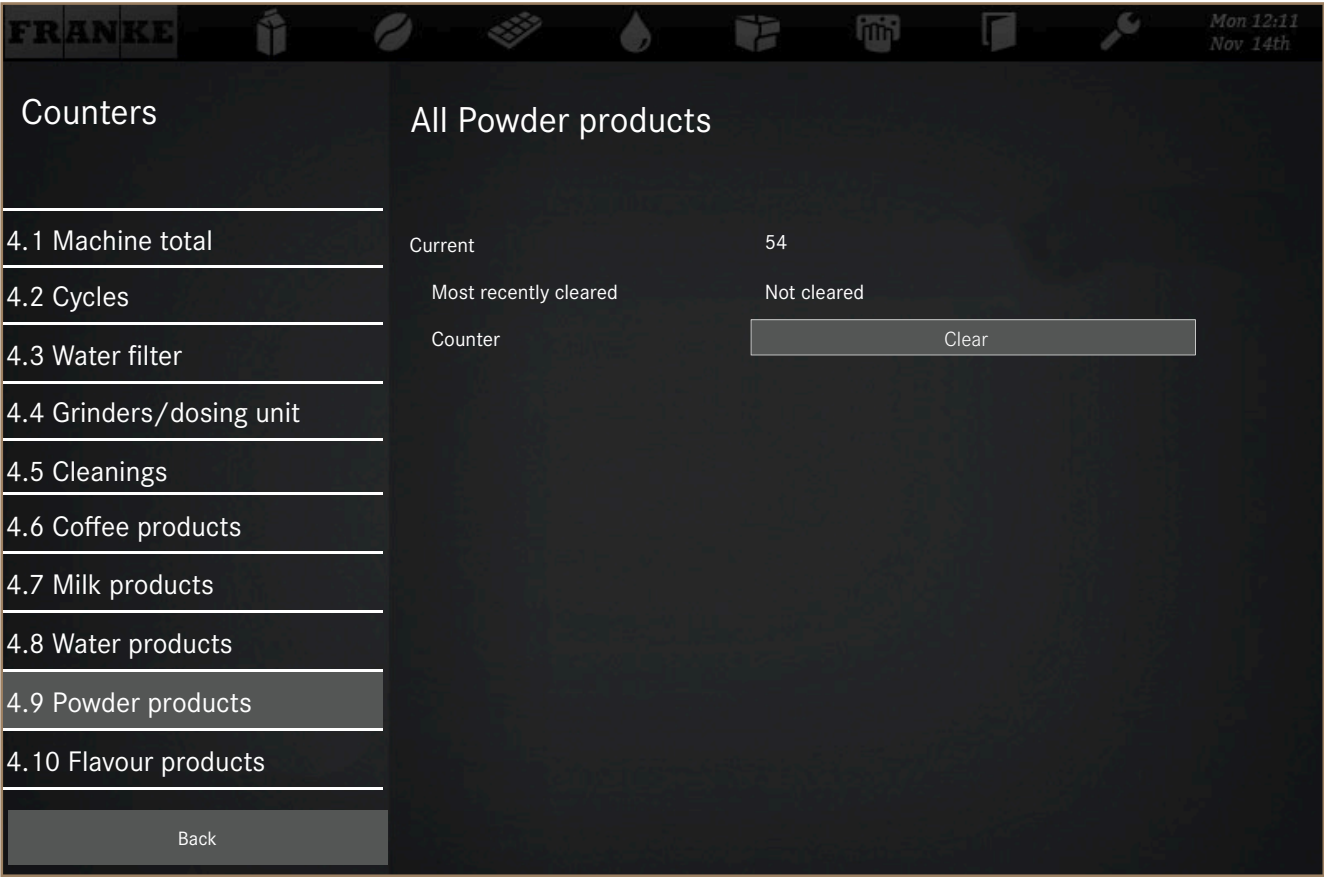 FRANKE
Mon 12:11
Nov 14th
Counters
4.1 Machine total
4.2 Cycles
4.3 Water filter
4.4 Grinders/dosing unit
4.5 Cleanings
4.6 Coffee products
4.7 Milk products
4.8 Water products
4.9 Powder products
4.10 Flavour products
Back
All Powder products
Current 54
Most recently cleared Not cleared
Counter Clear